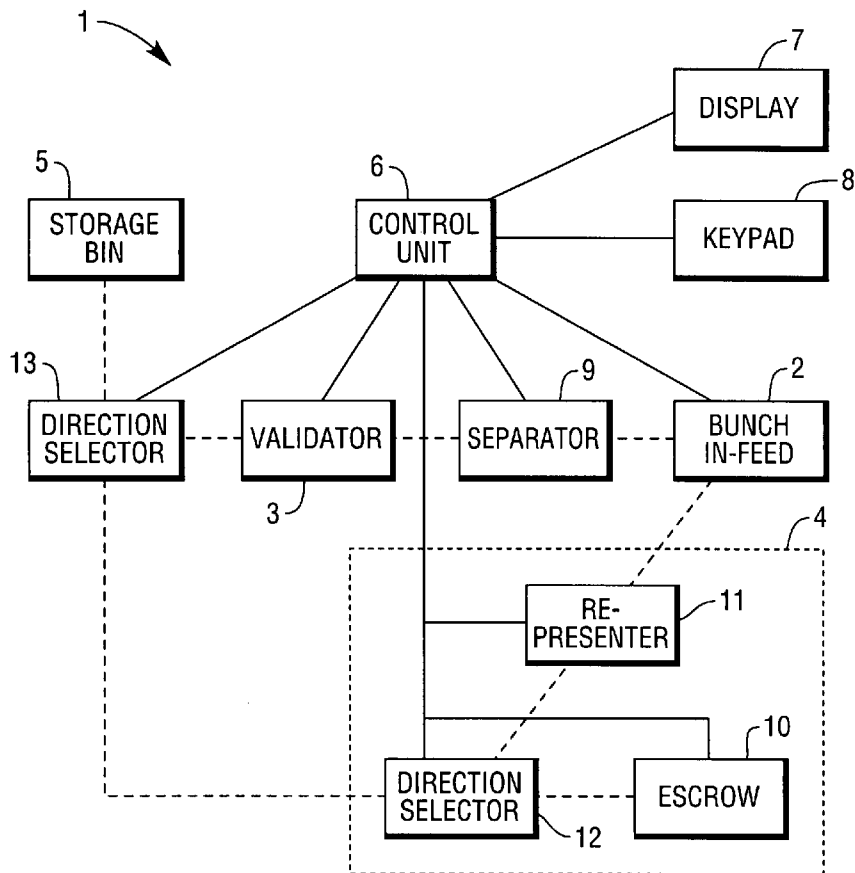 1
7
DISPLAY
5
STORAGE
BIN
6
CONTROL
UNIT
8
KEYPAD
13
DIRECTION
SELECTOR
VALIDATOR
3
9
SEPARATOR
2
BUNCH
IN-FEED
4
RE-
PRESENTER
11
10
DIRECTION
SELECTOR
12
ESCROW